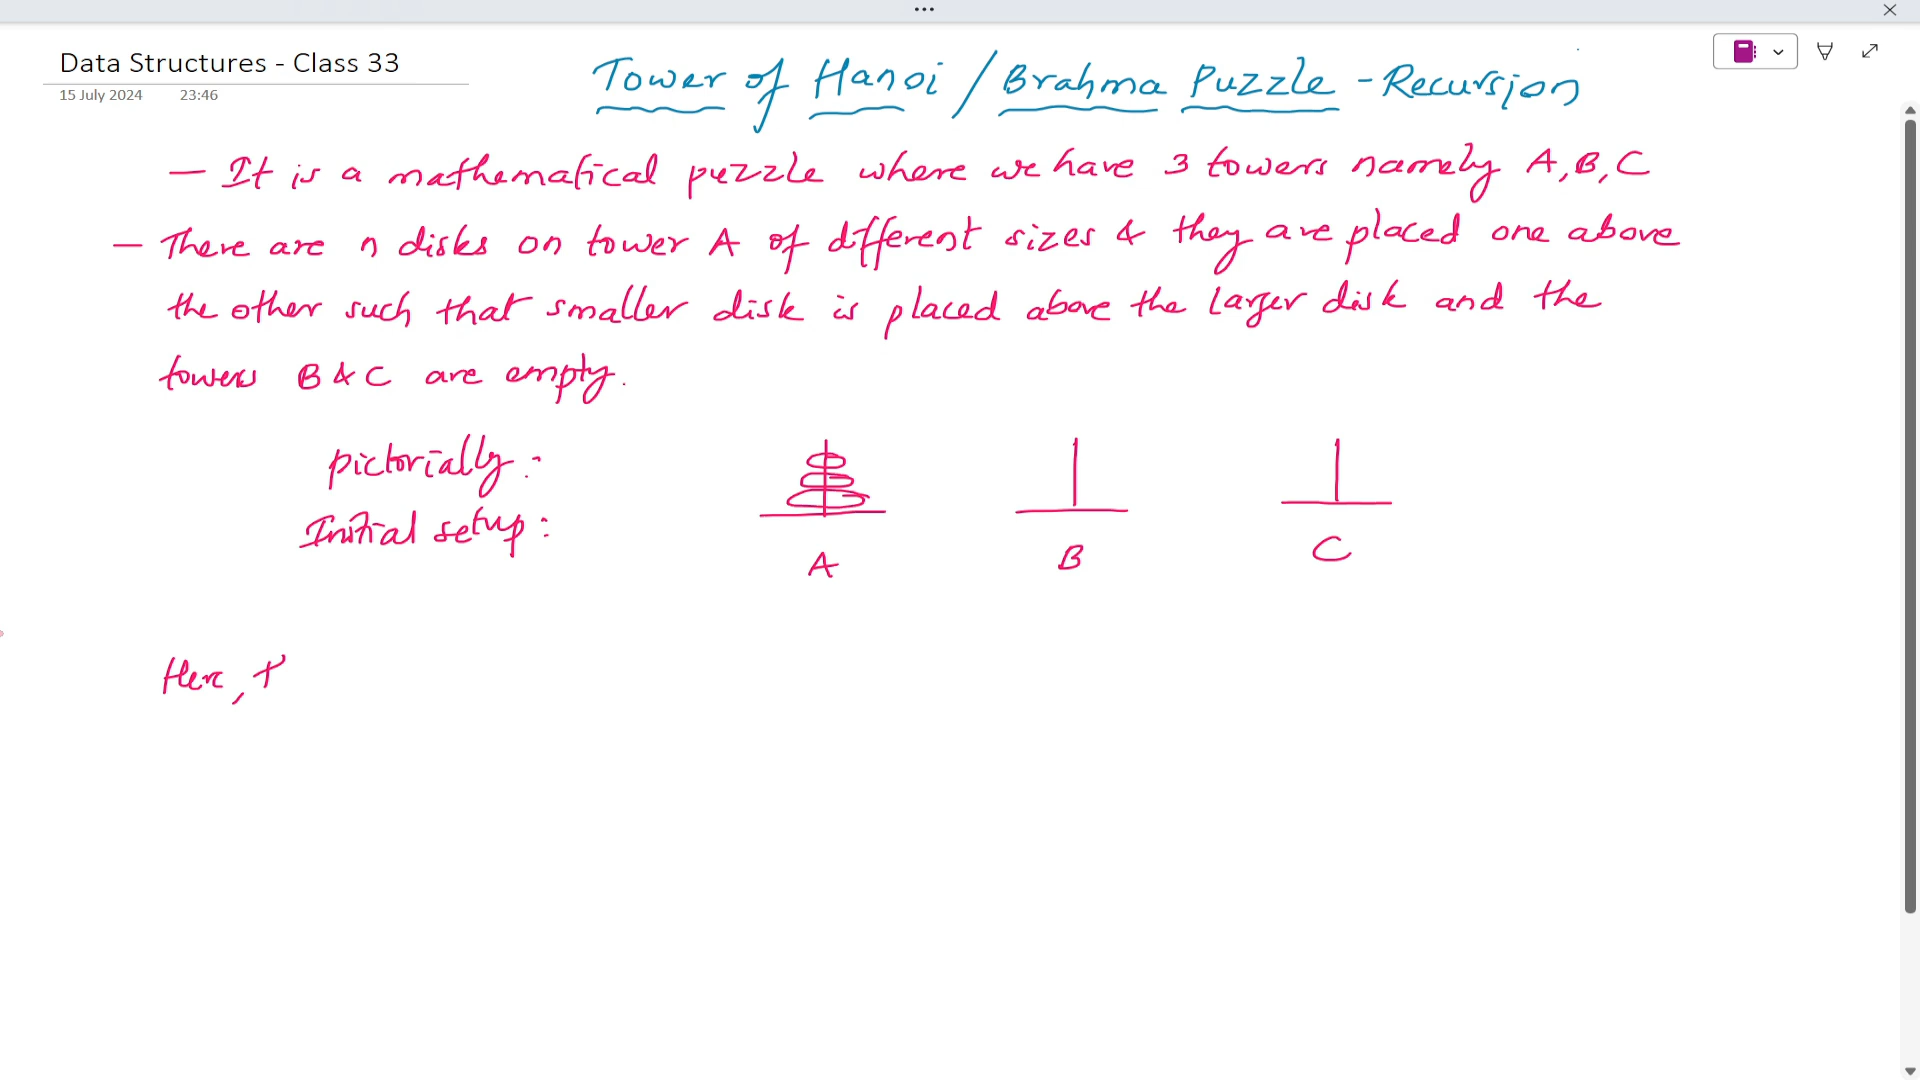 Data Structures - Class 33
15 July 2024 23:46
Tower of Hanoi / Brahma Puzzle - Recursion
— It is a mathematical puzzle where we have 3 towers namely A, B, C
— There are n disks on tower A of different sizes & they are placed one above
the other such that smaller disk is placed above the larger disk and the
towers B & C are empty.
pictorially :
Initial setup :
A B C
Here, t